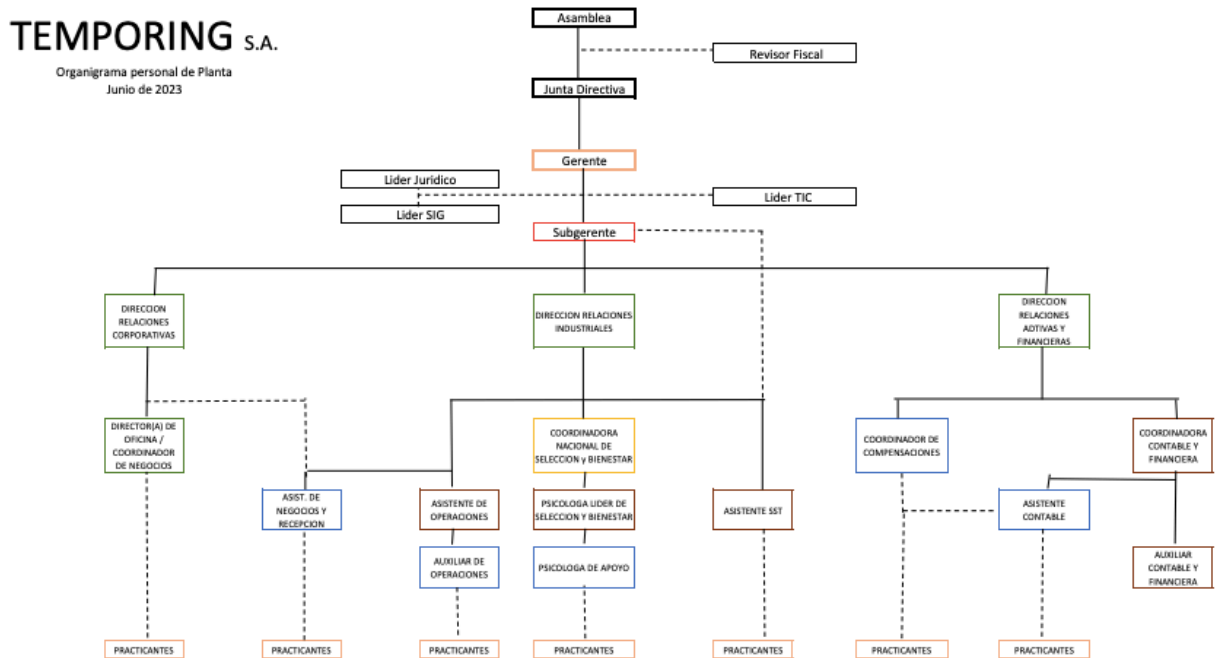 TEMPORING S.A.
Organigrama personal de Planta
Junio de 2023
Asamblea
Revisor Fiscal
Junta Directiva
Gerente
Lider Juridico
Lider TIC
Lider SIG
Subgerente
DIRECCION
RELACIONES
CORPORATIVAS
DIRECCION RELACIONES
INDUSTRIALES
DIRECCION
RELACIONES
ADTIVAS Y
FINANCIERAS
DIRECTOR(A) DE
OFICINA /
COORDINADOR
DE NEGOCIOS
COORDINADORA
NACIONAL DE
SELECCION y BIENESTAR
COORDINADOR DE
COMPENSACIONES
COORDINADORA
CONTABLE Y
FINANCIERA
ASIST. DE
NEGOCIOS Y
RECEPCION
ASISTENTE DE
OPERACIONES
PSICOLOGA LIDER DE
SELECCION Y BIENESTAR
ASISTENTE SST
ASISTENTE
CONTABLE
AUXILIAR DE
OPERACIONES
PSICOLOGA DE APOYO
AUXILIAR
CONTABLE Y
FINANCIERA
PRACTICANTES
PRACTICANTES
PRACTICANTES
PRACTICANTES
PRACTICANTES
PRACTICANTES
PRACTICANTES